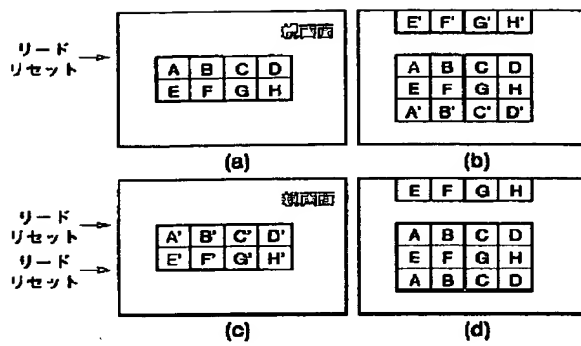 E' F' G' H'
リード
リセット
A B C D
E F G H
A B C D
E F G H
A' B' C' D'
(a)
(b)
リード
リセット
リード
リセット
A' B' C' D'
E' F' G' H'
E F G H
A B C D
E F G H
A B C D
(c)
(d)